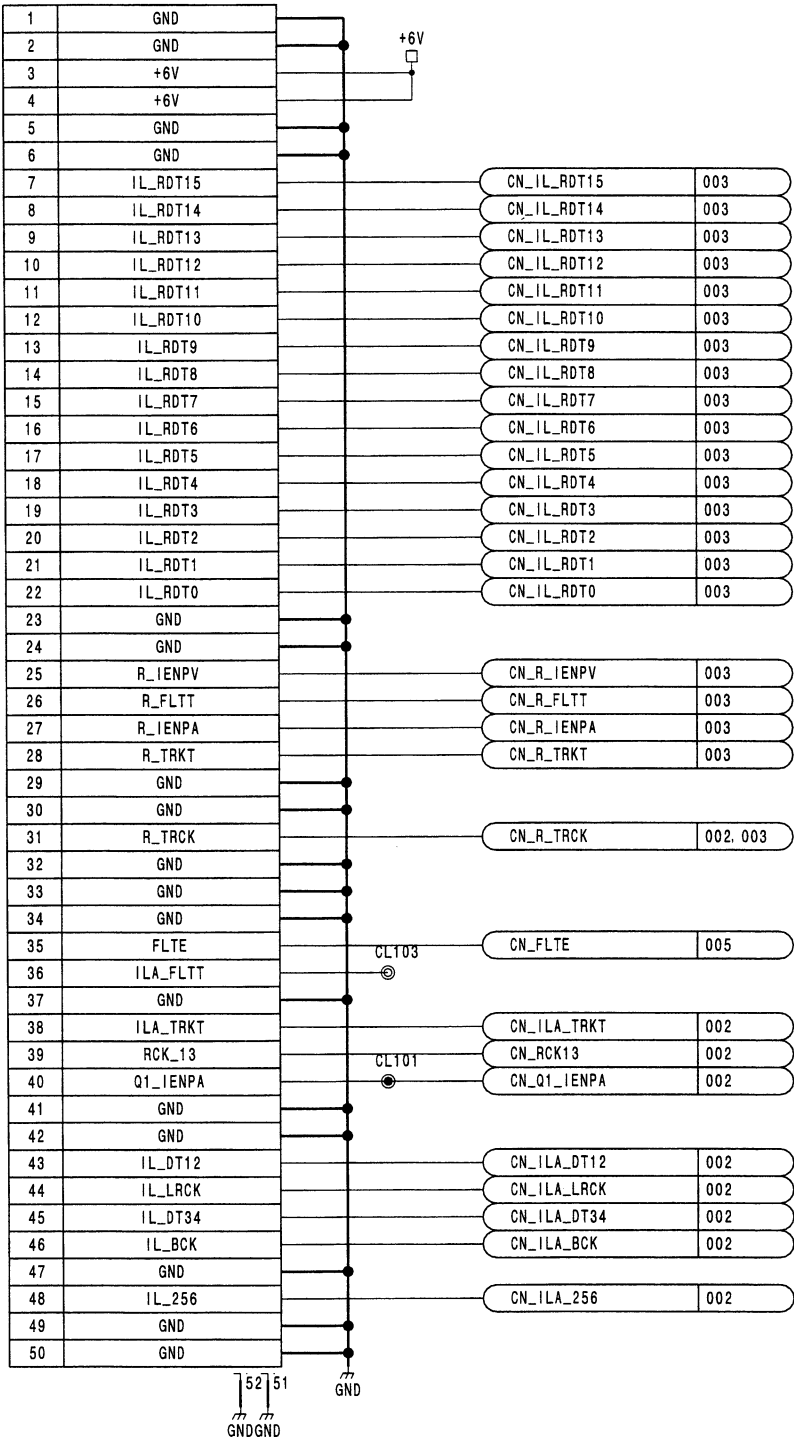 1 GND
2 GND
+6V
3 +6V
4 +6V
5 GND
6 GND
7 IL_RDT15 CN_IL_RDT15 003
8 IL_RDT14 CN_IL_RDT14 003
9 IL_RDT13 CN_IL_RDT13 003
10 IL_RDT12 CN_IL_RDT12 003
11 IL_RDT11 CN_IL_RDT11 003
12 IL_RDT10 CN_IL_RDT10 003
13 IL_RDT9 CN_IL_RDT9 003
14 IL_RDT8 CN_IL_RDT8 003
15 IL_RDT7 CN_IL_RDT7 003
16 IL_RDT6 CN_IL_RDT6 003
17 IL_RDT5 CN_IL_RDT5 003
18 IL_RDT4 CN_IL_RDT4 003
19 IL_RDT3 CN_IL_RDT3 003
20 IL_RDT2 CN_IL_RDT2 003
21 IL_RDT1 CN_IL_RDT1 003
22 IL_RDT0 CN_IL_RDT0 003
23 GND
24 GND
25 R_IENPV CN_R_IENPV 003
26 R_FLTT CN_R_FLTT 003
27 R_IENPA CN_R_IENPA 003
28 R_TRKT CN_R_TRKT 003
29 GND
30 GND
31 R_TRCK CN_R_TRCK 002, 003
32 GND
33 GND
34 GND
35 FLTE CN_FLTE 005
CL103
36 ILA_FLTT
37 GND
38 ILA_TRKT CN_ILA_TRKT 002
39 RCK_13 CN_RCK13 002
CL101
40 Q1_IENPA CN_Q1_IENPA 002
41 GND
42 GND
43 IL_DT12 CN_ILA_DT12 002
44 IL_LRCK CN_ILA_LRCK 002
45 IL_DT34 CN_ILA_DT34 002
46 IL_BCK CN_ILA_BCK 002
47 GND
48 IL_256 CN_ILA_256 002
49 GND
50 GND
52 51
GND
GND GND